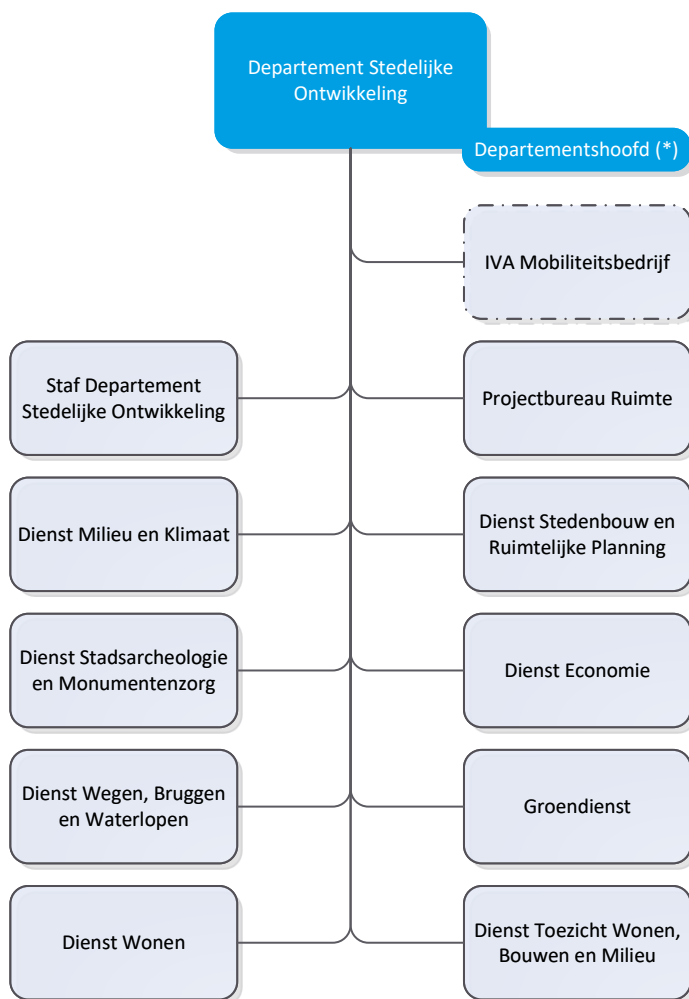 Departement Stedelijke
Ontwikkeling
Departementshoofd (*)
IVA Mobiliteitsbedrijf
Staf Departement
Stedelijke Ontwikkeling
Projectbureau Ruimte
Dienst Milieu en Klimaat
Dienst Stedenbouw en
Ruimtelijke Planning
Dienst Stadsarcheologie
en Monumentenzorg
Dienst Economie
Dienst Wegen, Bruggen
en Waterlopen
Groendienst
Dienst Wonen
Dienst Toezicht Wonen,
Bouwen en Milieu